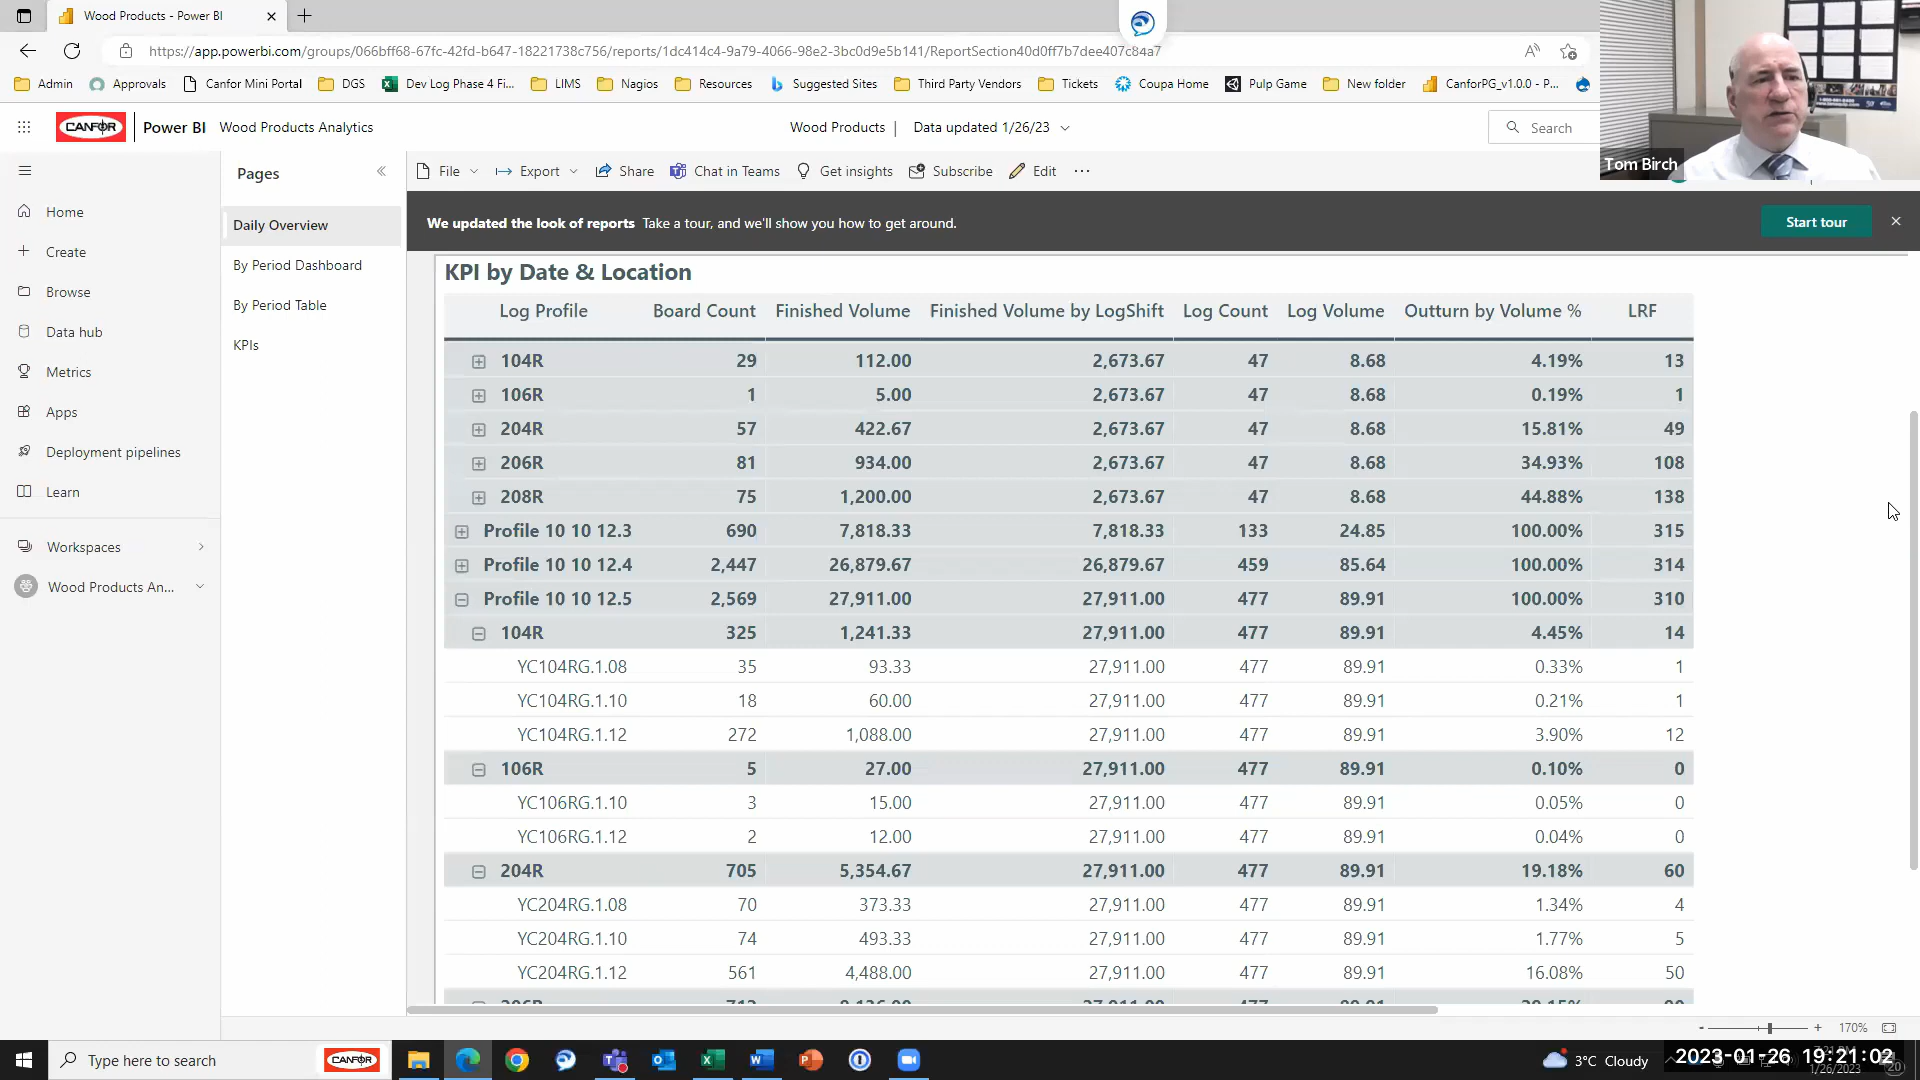 Wood Products - Power BI
https://app.powerbi.com/groups/066bff68-67fc-42fd-b647-18221738c756/reports/1dc414c4-9a79-4066-98e2-3bc0d9e5b141/ReportSection40d0ff7b7dee407c84a7
Admin Approvals Canfor Mini Portal DGS Dev Log Phase 4 Fi... LIMS Nagios Resources Suggested Sites Third Party Vendors Tickets Coupa Home Pulp Game New folder CanforPG_v1.0.0 - P...
CANFOR Power BI Wood Products Analytics Wood Products | Data updated 1/26/23 Search
Tom Birch
Pages
File Export Share Chat in Teams Get insights Subscribe Edit ...
We updated the look of reports Take a tour, and we'll show you how to get around. Start tour
Home
Create
Browse
Data hub
Metrics
Apps
Deployment pipelines
Learn
Workspaces
Wood Products An...
Daily Overview
By Period Dashboard
By Period Table
KPIs
KPI by Date & Location
Log Profile Board Count Finished Volume Finished Volume by LogShift Log Count Log Volume Outturn by Volume % LRF
104R 29 112.00 2,673.67 47 8.68 4.19% 13
106R 1 5.00 2,673.67 47 8.68 0.19% 1
204R 57 422.67 2,673.67 47 8.68 15.81% 49
206R 81 934.00 2,673.67 47 8.68 34.93% 108
208R 75 1,200.00 2,673.67 47 8.68 44.88% 138
Profile 10 10 12.3 690 7,818.33 7,818.33 133 24.85 100.00% 315
Profile 10 10 12.4 2,447 26,879.67 26,879.67 459 85.64 100.00% 314
Profile 10 10 12.5 2,569 27,911.00 27,911.00 477 89.91 100.00% 310
104R 325 1,241.33 27,911.00 477 89.91 4.45% 14
YC104RG.1.08 35 93.33 27,911.00 477 89.91 0.33% 1
YC104RG.1.10 18 60.00 27,911.00 477 89.91 0.21% 1
YC104RG.1.12 272 1,088.00 27,911.00 477 89.91 3.90% 12
106R 5 27.00 27,911.00 477 89.91 0.10% 0
YC106RG.1.10 3 15.00 27,911.00 477 89.91 0.05% 0
YC106RG.1.12 2 12.00 27,911.00 477 89.91 0.04% 0
204R 705 5,354.67 27,911.00 477 89.91 19.18% 60
YC204RG.1.08 70 373.33 27,911.00 477 89.91 1.34% 4
YC204RG.1.10 74 493.33 27,911.00 477 89.91 1.77% 5
YC204RG.1.12 561 4,488.00 27,911.00 477 89.91 16.08% 50
- + 170%
Type here to search CANFOR 3°C Cloudy 2023-01-26 19:21:02
1/26/2023 20